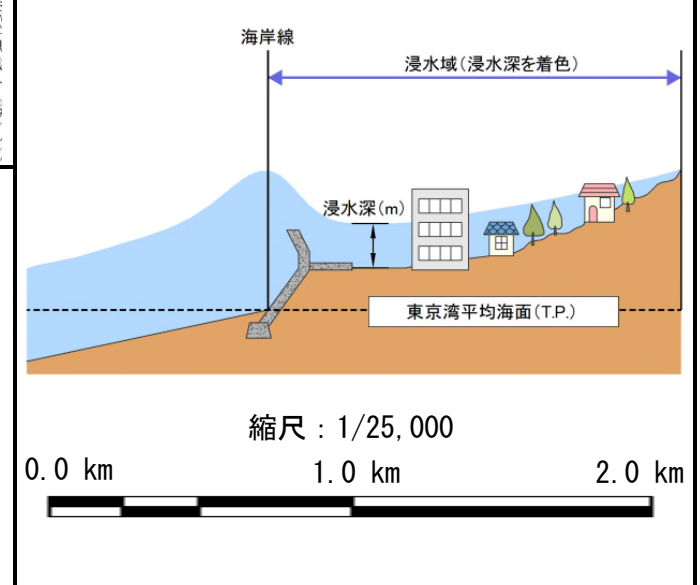 海岸線
浸水域（浸水深を着色）
浸水深（m）
東京湾平均海面（T.P.）
縮尺：1/25,000
0.0 km 1.0 km 2.0 km